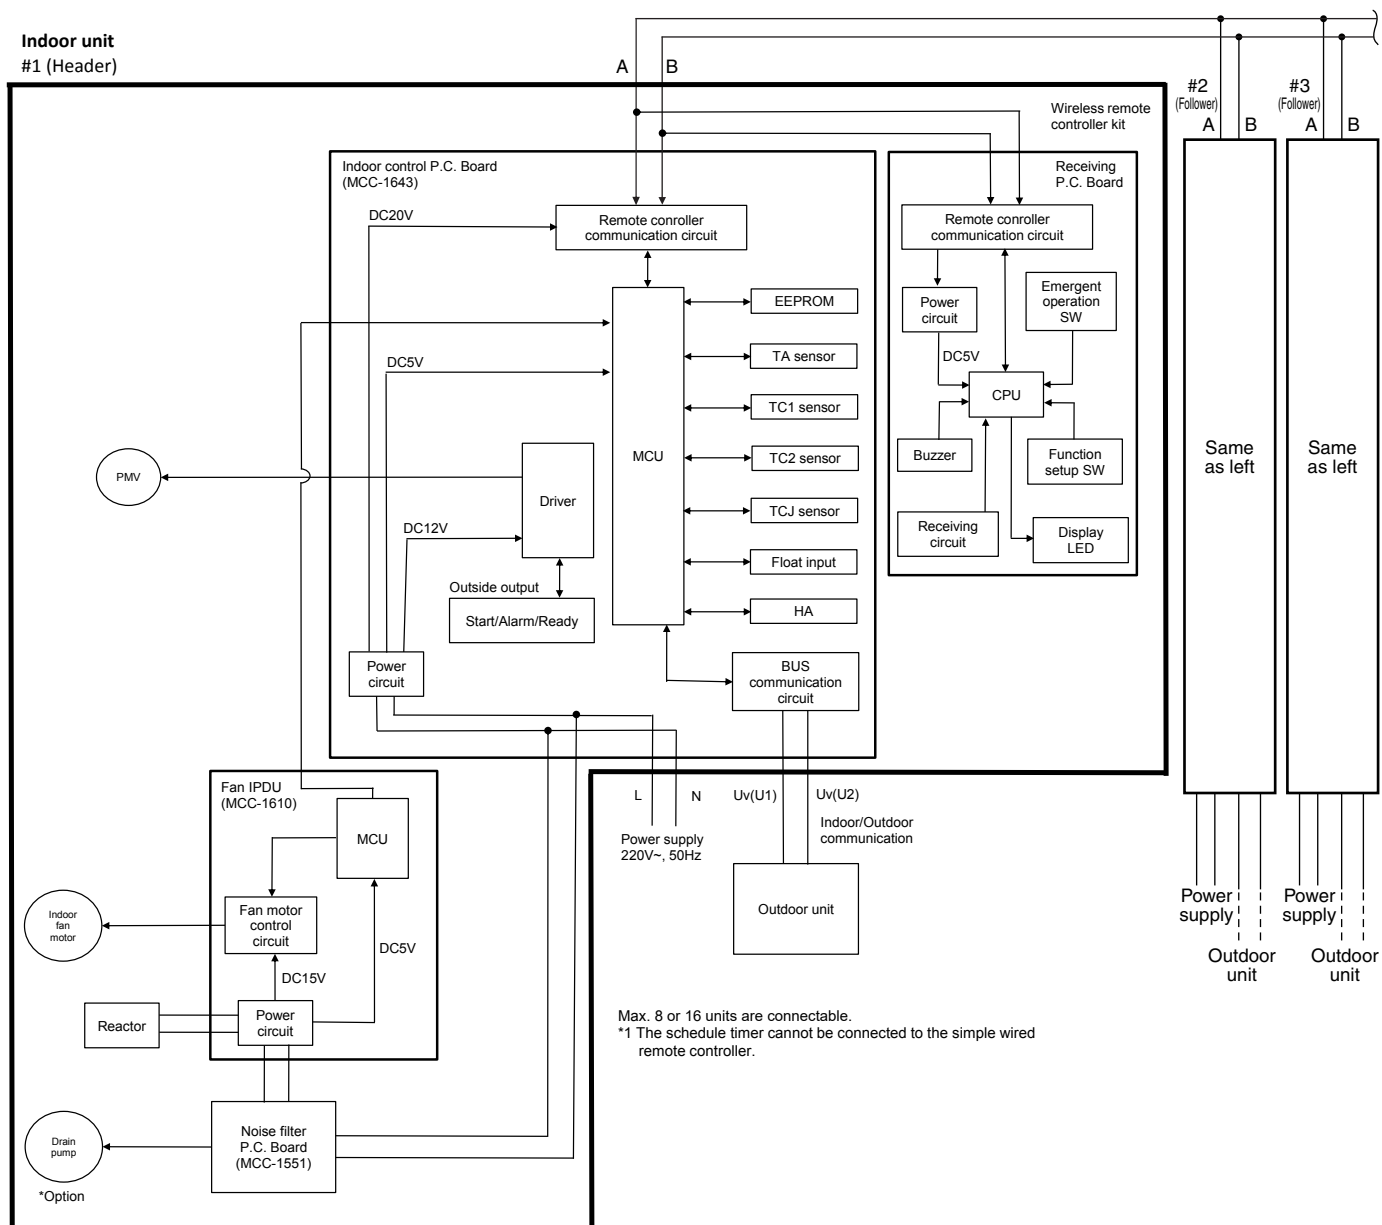 Indoor unit
#1 (Header)
A
B
#2
(Follower)
A
B
#3
(Follower)
A
B
Wireless remote
controller kit
Indoor control P.C. Board
(MCC-1643)
Receiving
P.C. Board
DC20V
Remote conroller
communication circuit
Remote conroller
communication circuit
EEPROM
Power
circuit
Emergent
operation
SW
DC5V
TA sensor
DC5V
CPU
TC1 sensor
MCU
TC2 sensor
Buzzer
Function
setup SW
Same
as left
Same
as left
PMV
Driver
TCJ sensor
DC12V
Receiving
circuit
Display
LED
Float input
Outside output
Start/Alarm/Ready
HA
Power
circuit
BUS
communication
circuit
Fan IPDU
(MCC-1610)
L
N
Uv(U1)
Uv(U2)
Indoor/Outdoor
communication
Power supply
220V~, 50Hz
MCU
Outdoor unit
Indoor
fan
motor
Fan motor
control
circuit
DC5V
DC15V
Power
supply
Power
supply
Outdoor
unit
Outdoor
unit
Reactor
Power
circuit
Max. 8 or 16 units are connectable.
*1 The schedule timer cannot be connected to the simple wired
remote controller.
Drain
pump
*Option
Noise filter
P.C. Board
(MCC-1551)